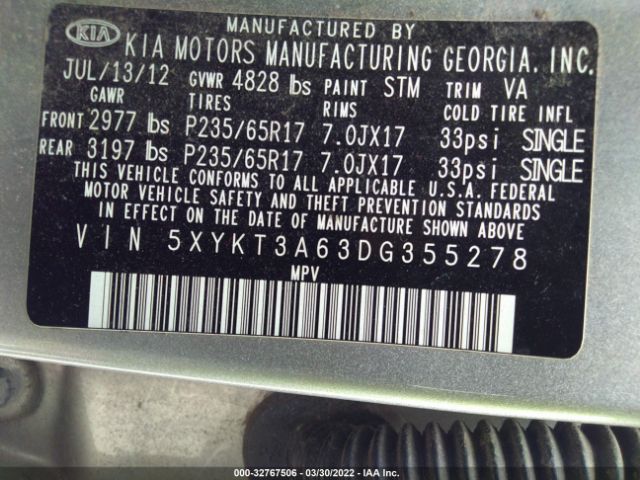 MANUFACTURED BY
KIA KIA MOTORS MANUFACTURING GEORGIA, INC.
JUL/13/12 GVWR 4828 lbs PAINT STM TRIM VA
GAWR TIRES RIMS COLD TIRE INFL
FRONT 2977 lbs P235/65R17 7.0JX17 33psi SINGLE
REAR 3197 lbs P235/65R17 7.0JX17 33psi SINGLE
THIS VEHICLE CONFORMS TO ALL APPLICABLE U.S.A. FEDERAL
MOTOR VEHICLE SAFETY AND THEFT PREVENTION STANDARDS
IN EFFECT ON THE DATE OF MANUFACTURE SHOWN ABOVE
VIN 5XYKT3A63DG355278
MPV
000-32767506 — 03/30/2022 — IAA Inc.